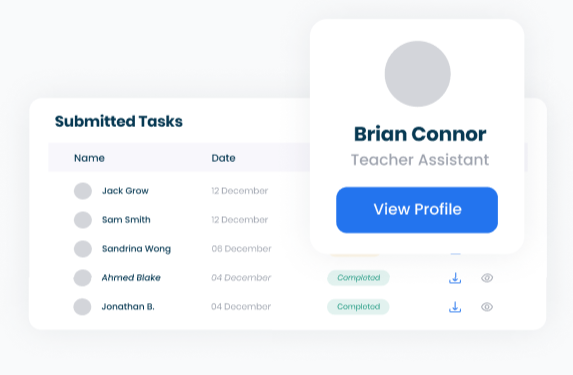 Brian Connor
Teacher Assistant
View Profile
Submitted Tasks
Name Date
Jack Grow 12 December
Sam Smith 12 December
Sandrina Wong 06 December
Ahmed Blake 04 December Completed
Jonathan B. 04 December Completed